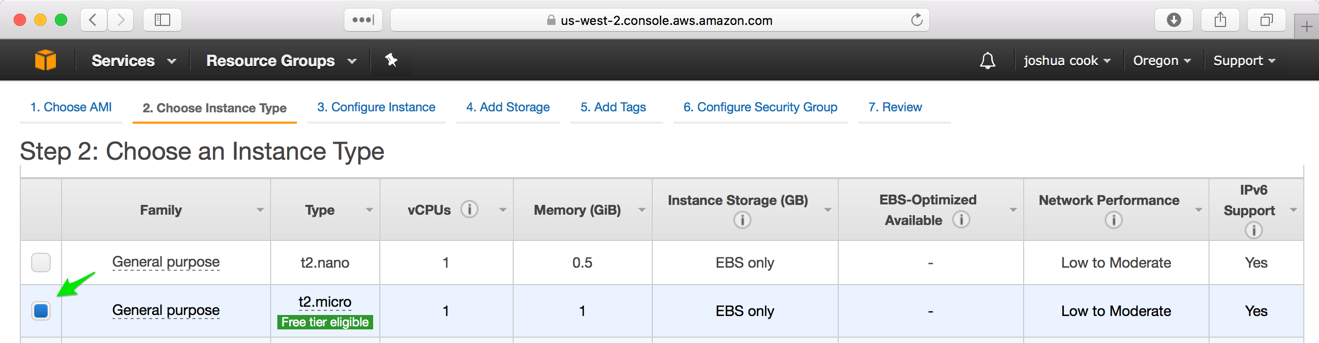 us-west-2.console.aws.amazon.com
Services Resource Groups joshua cook Oregon Support
1. Choose AMI 2. Choose Instance Type 3. Configure Instance 4. Add Storage 5. Add Tags 6. Configure Security Group 7. Review
Step 2: Choose an Instance Type
Family Type vCPUs Memory (GiB) Instance Storage (GB) EBS-Optimized Available Network Performance IPv6 Support
General purpose t2.nano 1 0.5 EBS only - Low to Moderate Yes
General purpose t2.micro 1 1 EBS only - Low to Moderate Yes
Free tier eligible